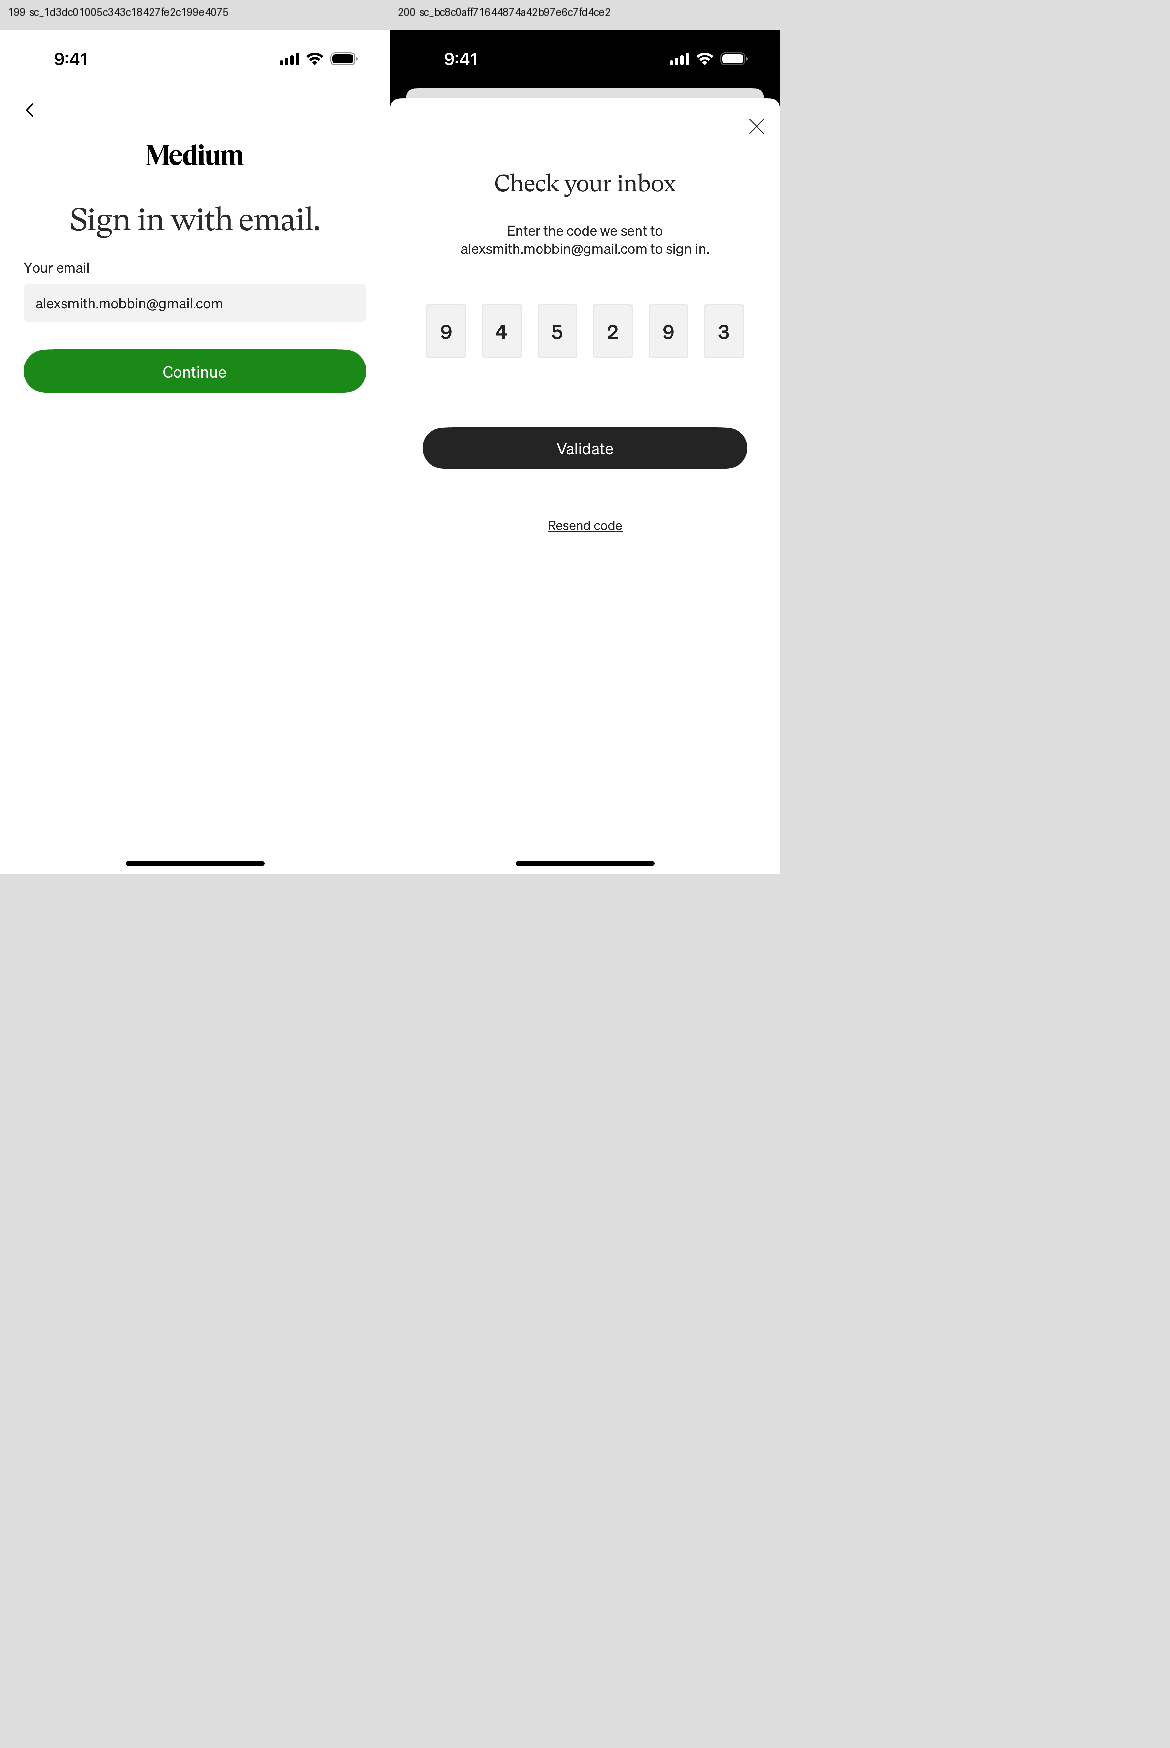 199 sc_1d3dc01005c343c18427fe2c199e4075
9:41
Medium
Sign in with email.
Your email
alexsmith.mobbin@gmail.com
Continue
200 sc_bc8c0aff71644874a42b97e6c7fd4ce2
9:41
Check your inbox
Enter the code we sent to
alexsmith.mobbin@gmail.com to sign in.
9 4 5 2 9 3
Validate
Resend code